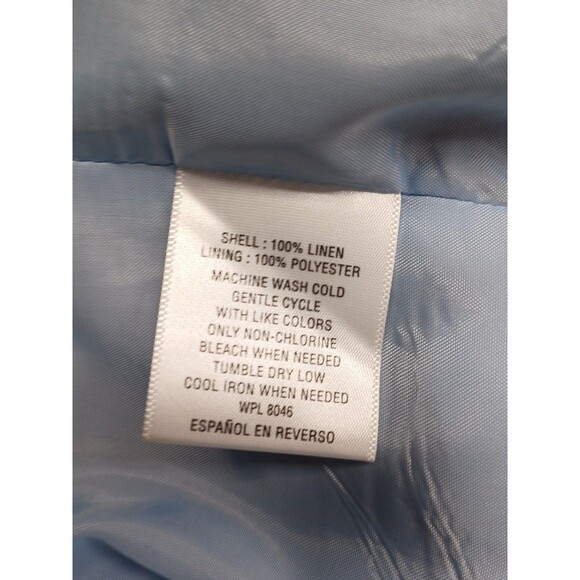 SHELL : 100% LINEN
LINING : 100% POLYESTER
MACHINE WASH COLD
GENTLE CYCLE
WITH LIKE COLORS
ONLY NON-CHLORINE
BLEACH WHEN NEEDED
TUMBLE DRY LOW
COOL IRON WHEN NEEDED
WPL 8046
ESPAÑOL EN REVERSO